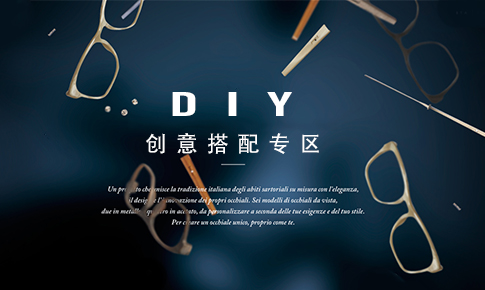 DIY
创意搭配专区
Un prodotto che unisce la tradizione italiana degli abiti sartoriali su misura con l'eleganza,
il design e l'innovazione dei propri occhiali. Sei modelli di occhiali da vista,
due in metallo e quattro in acetato, da personalizzare a seconda delle tue esigenze e del tuo stile.
Per creare un occhiale unico, proprio come te.